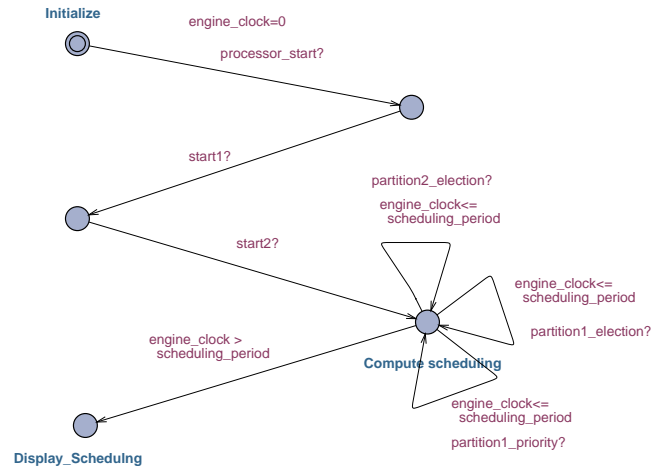 Initialize
engine_clock=0
processor_start?
start1?
partition2_election?
engine_clock<=
scheduling_period
start2?
engine_clock<=
scheduling_period
partition1_election?
engine_clock >
scheduling_period
Compute scheduling
engine_clock<=
scheduling_period
partition1_priority?
Display_Schedulng